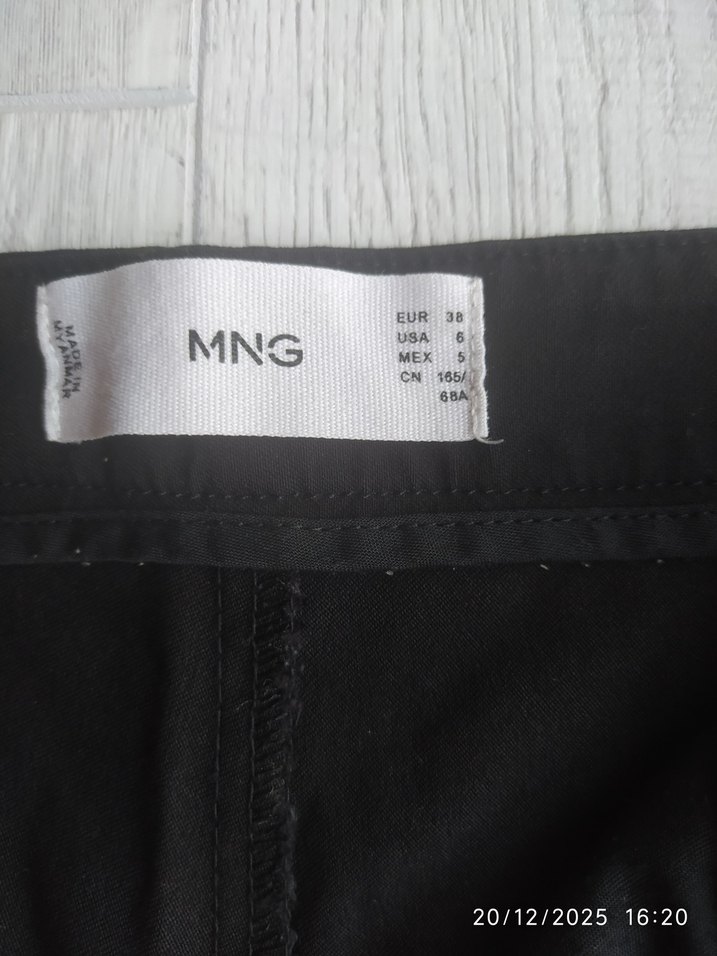 MADE IN
MYANMAR
MNG
EUR 38
USA 6
MEX 5
CN 165/
68A
20/12/2025 16:20